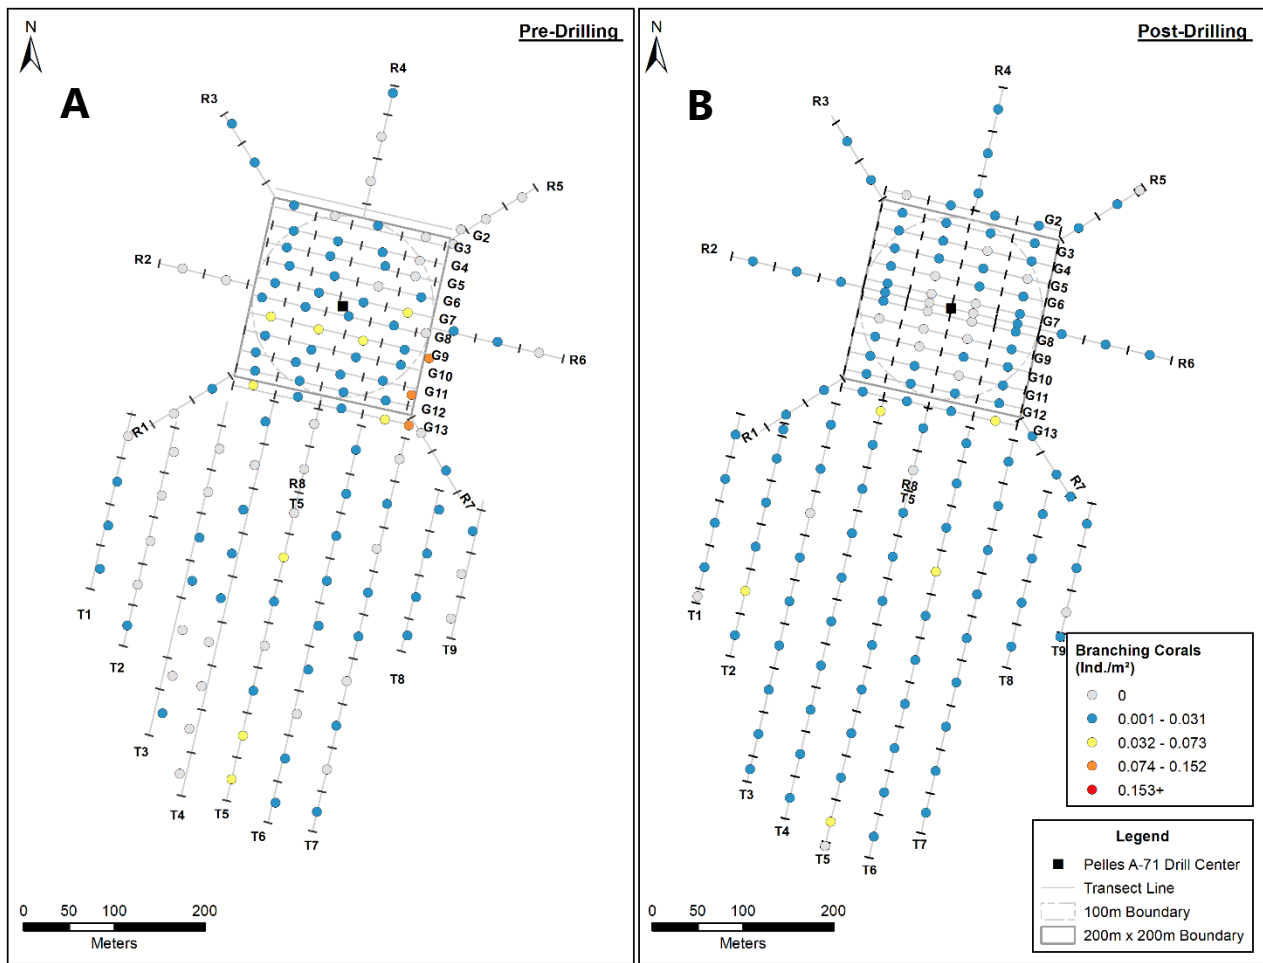 N
Pre-Drilling
A
R4
R3
R5
G2
G3
G4
G5
G6
R2
G7
G8
R6
G9
G10
G11
G12
G13
R1
R8
T5
R7
T1
T2
T9
T8
T3
T4
T5
T6
T7
0 50 100 200
Meters
N
Post-Drilling
B
R4
R3
R5
G2
G3
G4
R2
G5
G6
G7
G8
R6
G9
G10
G11
G12
G13
R1
R8
T5
R7
T1
T2
T9
T8
T3
T4
T5
T6
T7
0 50 100 200
Meters
Branching Corals
(Ind./m²)
0
0.001 - 0.031
0.032 - 0.073
0.074 - 0.152
0.153+
Legend
Pelles A-71 Drill Center
Transect Line
100m Boundary
200m x 200m Boundary